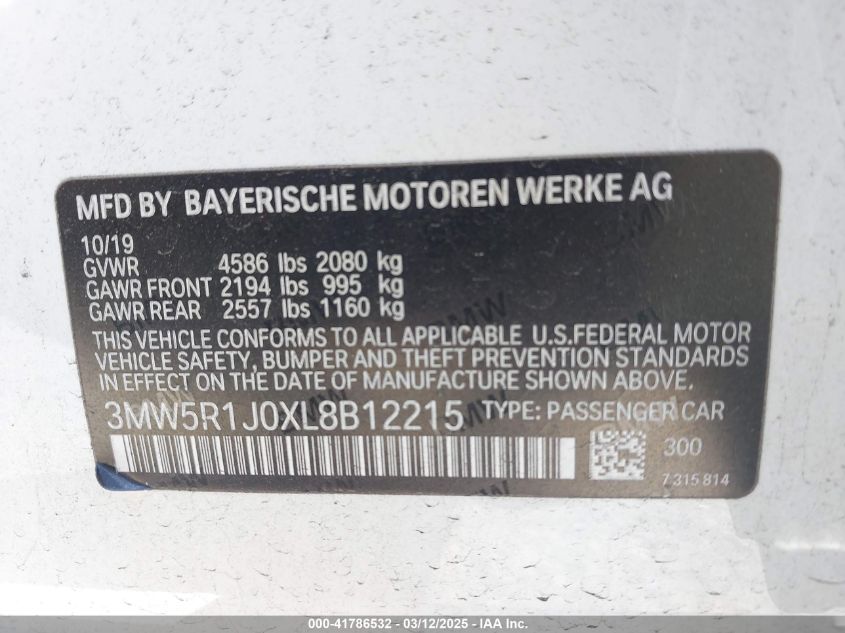 MFD BY BAYERISCHE MOTOREN WERKE AG
10/19
GVWR 4586 lbs 2080 kg
GAWR FRONT 2194 lbs 995 kg
GAWR REAR 2557 lbs 1160 kg
THIS VEHICLE CONFORMS TO ALL APPLICABLE U.S.FEDERAL MOTOR
VEHICLE SAFETY, BUMPER AND THEFT PREVENTION STANDARDS
IN EFFECT ON THE DATE OF MANUFACTURE SHOWN ABOVE.
3MW5R1J0XL8B12215 TYPE: PASSENGER CAR
300
7315814
000-41786532 - 03/12/2025 - IAA Inc.